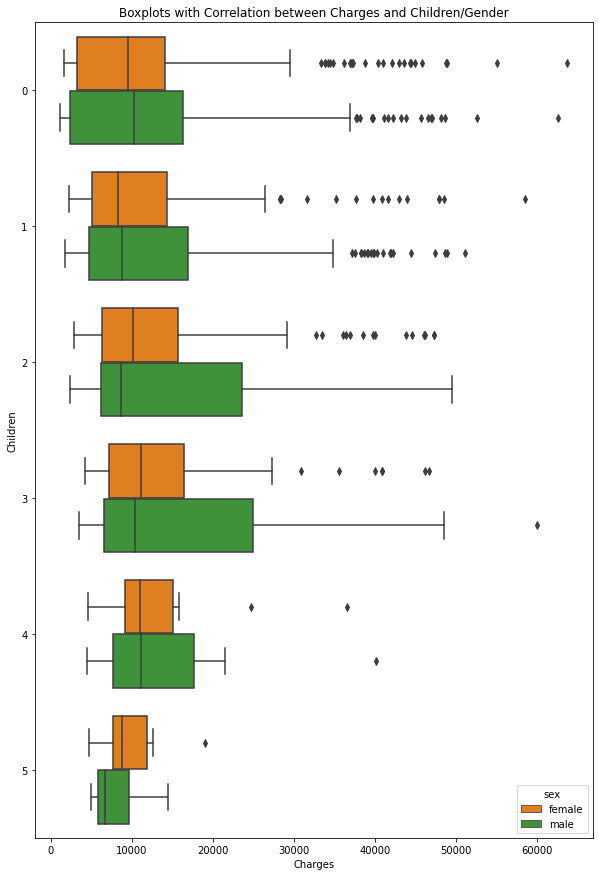 Boxplots with Correlation between Charges and Children/Gender
Children
0
1
2
3
4
5
0
10000
20000
30000
40000
50000
60000
Charges
sex
female
male